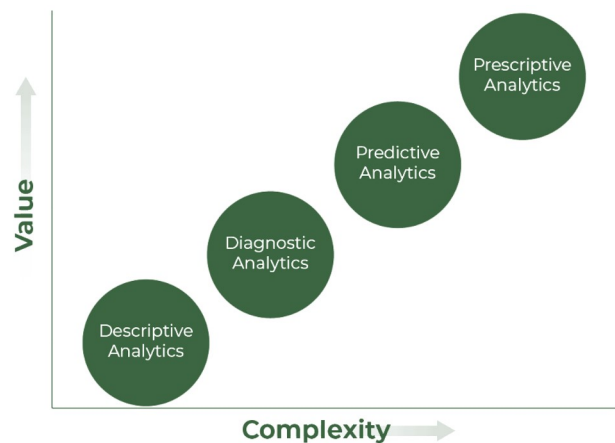 Prescriptive
Analytics
Predictive
Analytics
Diagnostic
Analytics
Descriptive
Analytics
Value
Complexity